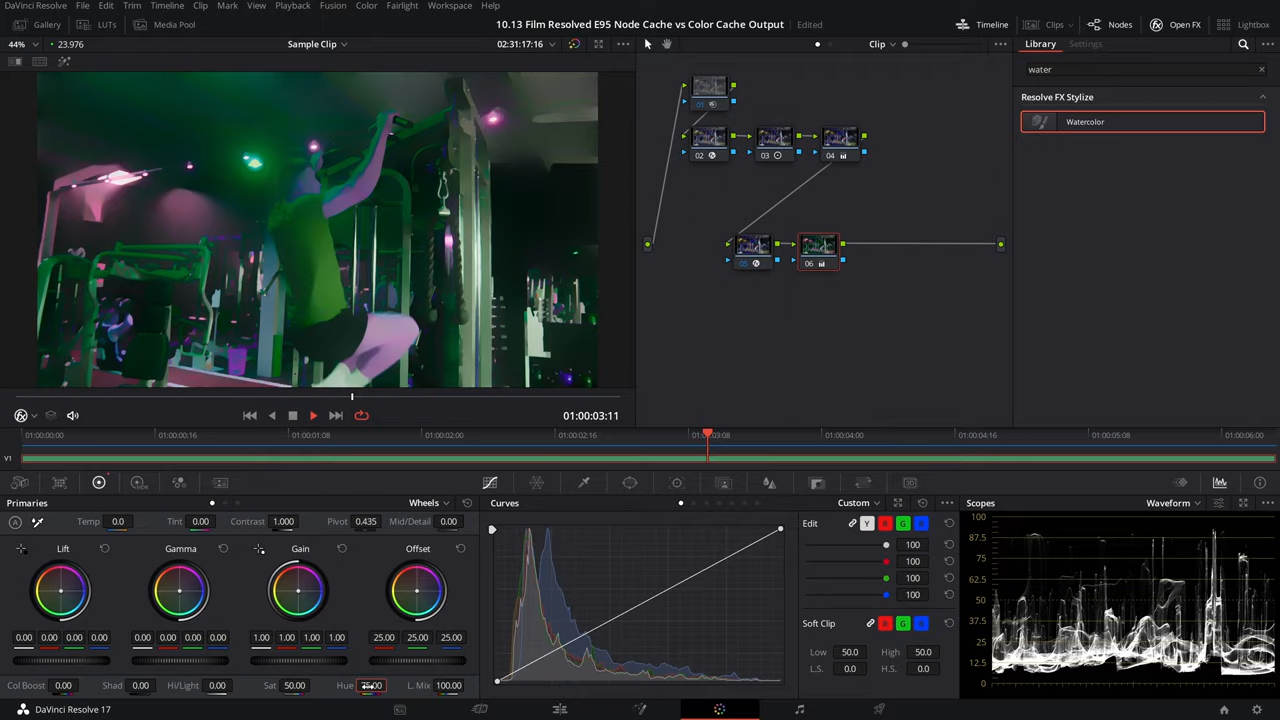 DaVinci Resolve File Edit Trim Timeline Clip Mark View Playback Fusion Color Fairlight Workspace Help
Gallery LUTs Media Pool 10.13 Film Resolved E95 Node Cache vs Color Cache Output Edited Timeline Clips Nodes Open FX Lightbox
44% 23.976 Sample Clip 02:31:17:16 Clip Library Settings
water
Resolve FX Stylize
Watercolor
01
02 03 04
05 06
01:00:03:11
01:00:00:00 01:00:00:16 01:00:01:08 01:00:02:00 01:00:02:16 01:00:03:08 01:00:04:00 01:00:04:16 01:00:05:08 01:00:06:00
V1
Primaries Wheels Curves Custom Scopes Waveform
Temp 0.0 Tint 0.00 Contrast 1.000 Pivot 0.435 Mid/Detail 0.00
Lift Gamma Gain Offset
0.00 0.00 0.00 0.00 0.00 0.00 0.00 0.00 1.00 1.00 1.00 1.00 25.00 25.00 25.00
Col Boost 0.00 Shad 0.00 Hi/Light 0.00 Sat 50.00 Hue L. Mix 100.00
Edit Y R G B
100
100
100
100
Soft Clip R G B
Low 50.0 High 50.0
L.S. 0.0 H.S. 0.0
100
87.5
75
62.5
50
37.5
25
12.5
0
DaVinci Resolve 17